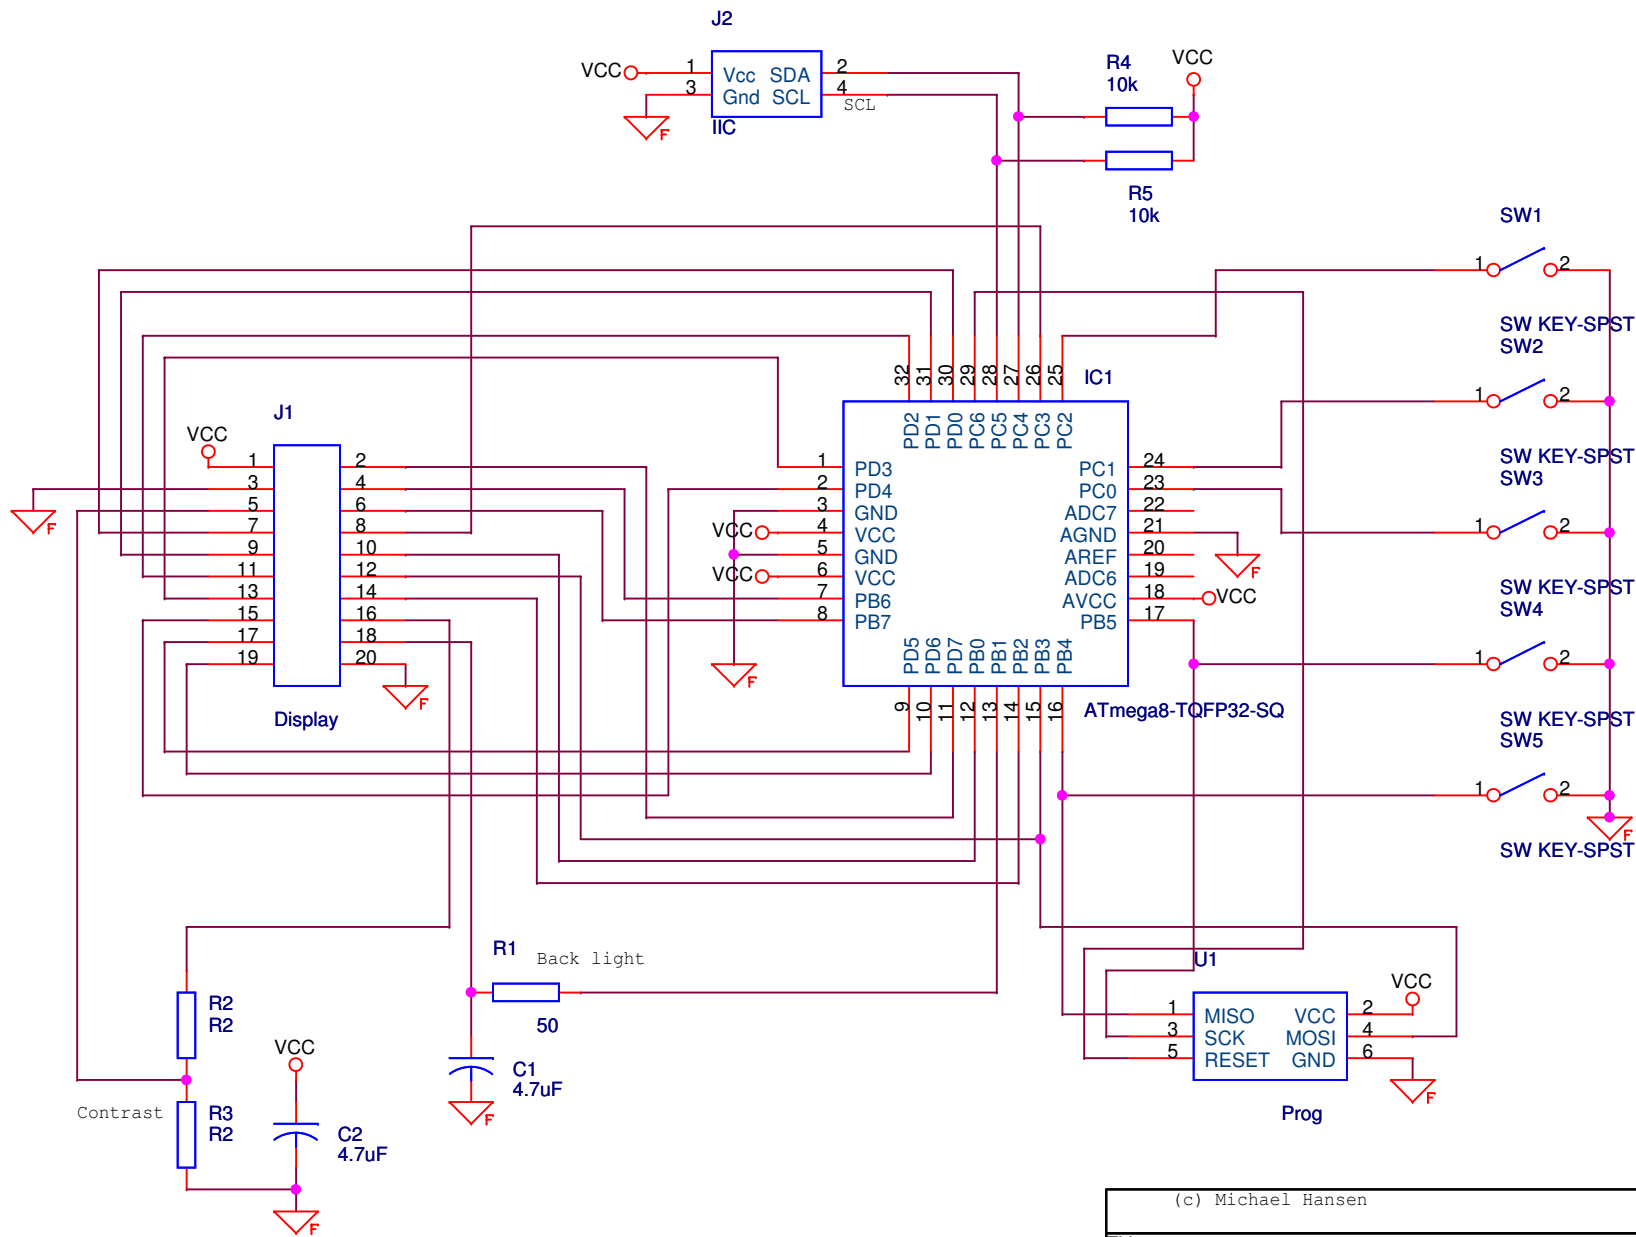 J2
VCC
1
Vcc SDA
2
3
Gnd SCL
4
SCL
IIC
F
R4
10k
VCC
R5
10k
SW1
1
2
SW KEY-SPST
SW2
1
2
SW KEY-SPST
SW3
1
2
SW KEY-SPST
SW4
1
2
SW KEY-SPST
SW5
1
2
F
SW KEY-SPST
IC1
32 31 30 29 28 27 26 25
PD2 PD1 PD0 PC6 PC5 PC4 PC3 PC2
1 PD3 PC1 24
2 PD4 PC0 23
3 GND ADC7 22
VCC 4 VCC AGND 21
5 GND AREF 20
VCC 6 VCC ADC6 19
7 PB6 AVCC 18 VCC
8 PB7 PB5 17
PD5 PD6 PD7 PB0 PB1 PB2 PB3 PB4
9 10 11 12 13 14 15 16
ATmega8-TQFP32-SQ
F
F
J1
VCC
1 2
3 4
5 6
7 8
9 10
11 12
13 14
15 16
17 18
19 20
F
F
Display
R1
Back light
50
C1
4.7uF
F
R2
R2
Contrast
R3
R2
VCC
C2
4.7uF
F
U1
VCC
1 MISO VCC 2
3 SCK MOSI 4
5 RESET GND 6
F
Prog
(c) Michael Hansen